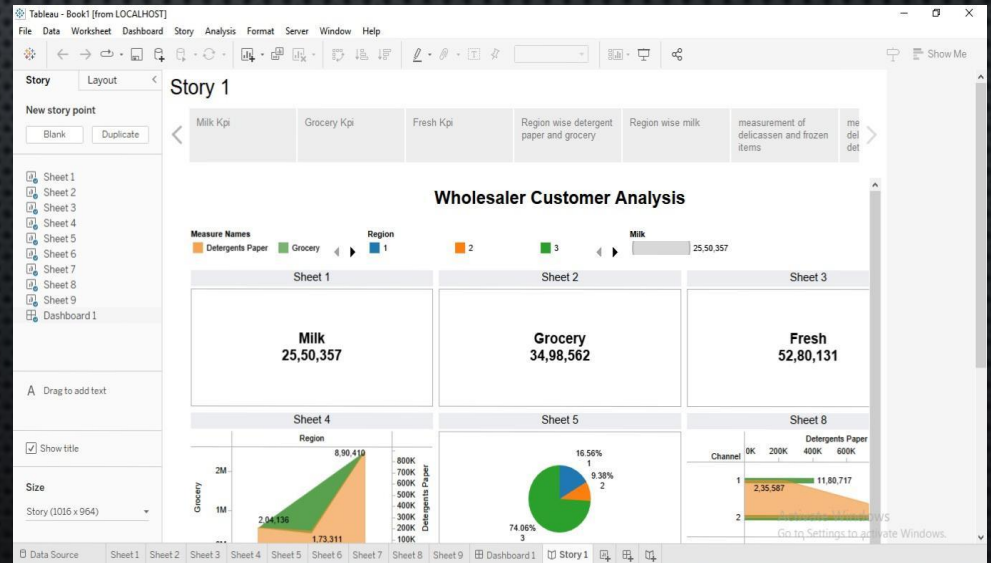 Tableau - Book1 [from LOCALHOST]
File Data Worksheet Dashboard Story Analysis Format Server Window Help
Show Me
Story Layout
New story point
Blank Duplicate
Sheet 1
Sheet 2
Sheet 3
Sheet 4
Sheet 5
Sheet 6
Sheet 7
Sheet 8
Sheet 9
Dashboard 1
A Drag to add text
Show title
Size
Story (1016 x 964)
Story 1
Milk Kpi
Grocery Kpi
Fresh Kpi
Region wise detergent
paper and grocery
Region wise milk
measurement of
delicassen and frozen
items
me
del
det
Wholesaler Customer Analysis
Measure Names
Detergents Paper Grocery
Region
1 2 3
Milk
25,50,357
Sheet 1 Sheet 2 Sheet 3
Milk
25,50,357
Grocery
34,98,562
Fresh
52,80,131
Sheet 4 Sheet 5 Sheet 8
Region
8,90,410
2,04,136
1,73,311
Grocery
2M
1M
800K
700K
600K
500K
400K
300K
200K
100K
Detergents Paper
16.56%
1
9.38%
2
74.06%
3
Detergents Paper
Channel 0K 200K 400K 600K
1
2,35,587
11,80,717
2
Activate Windows
Go to Settings to activate Windows.
Data Source Sheet 1 Sheet 2 Sheet 3 Sheet 4 Sheet 5 Sheet 6 Sheet 7 Sheet 8 Sheet 9 Dashboard 1 Story 1